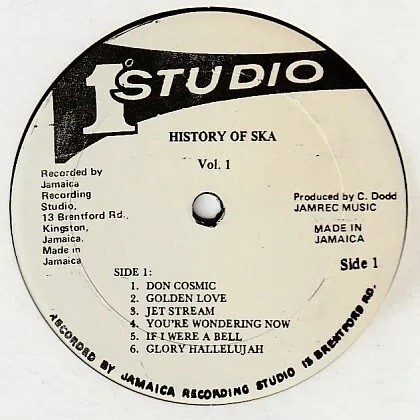 1° STUDIO
HISTORY OF SKA
Vol. 1
Recorded by
Jamaica
Recording
Studio,
13 Brentford Rd.,
Kingston,
Jamaica.
Made in
Jamaica
Produced by C. Dodd
JAMREC MUSIC
MADE IN
JAMAICA
Side 1
SIDE 1:
1. DON COSMIC
2. GOLDEN LOVE
3. JET STREAM
4. YOU'RE WONDERING NOW
5. IF I WERE A BELL
6. GLORY HALLELUJAH
RECORDED BY JAMAICA RECORDING STUDIO 13 BRENTFORD RD.